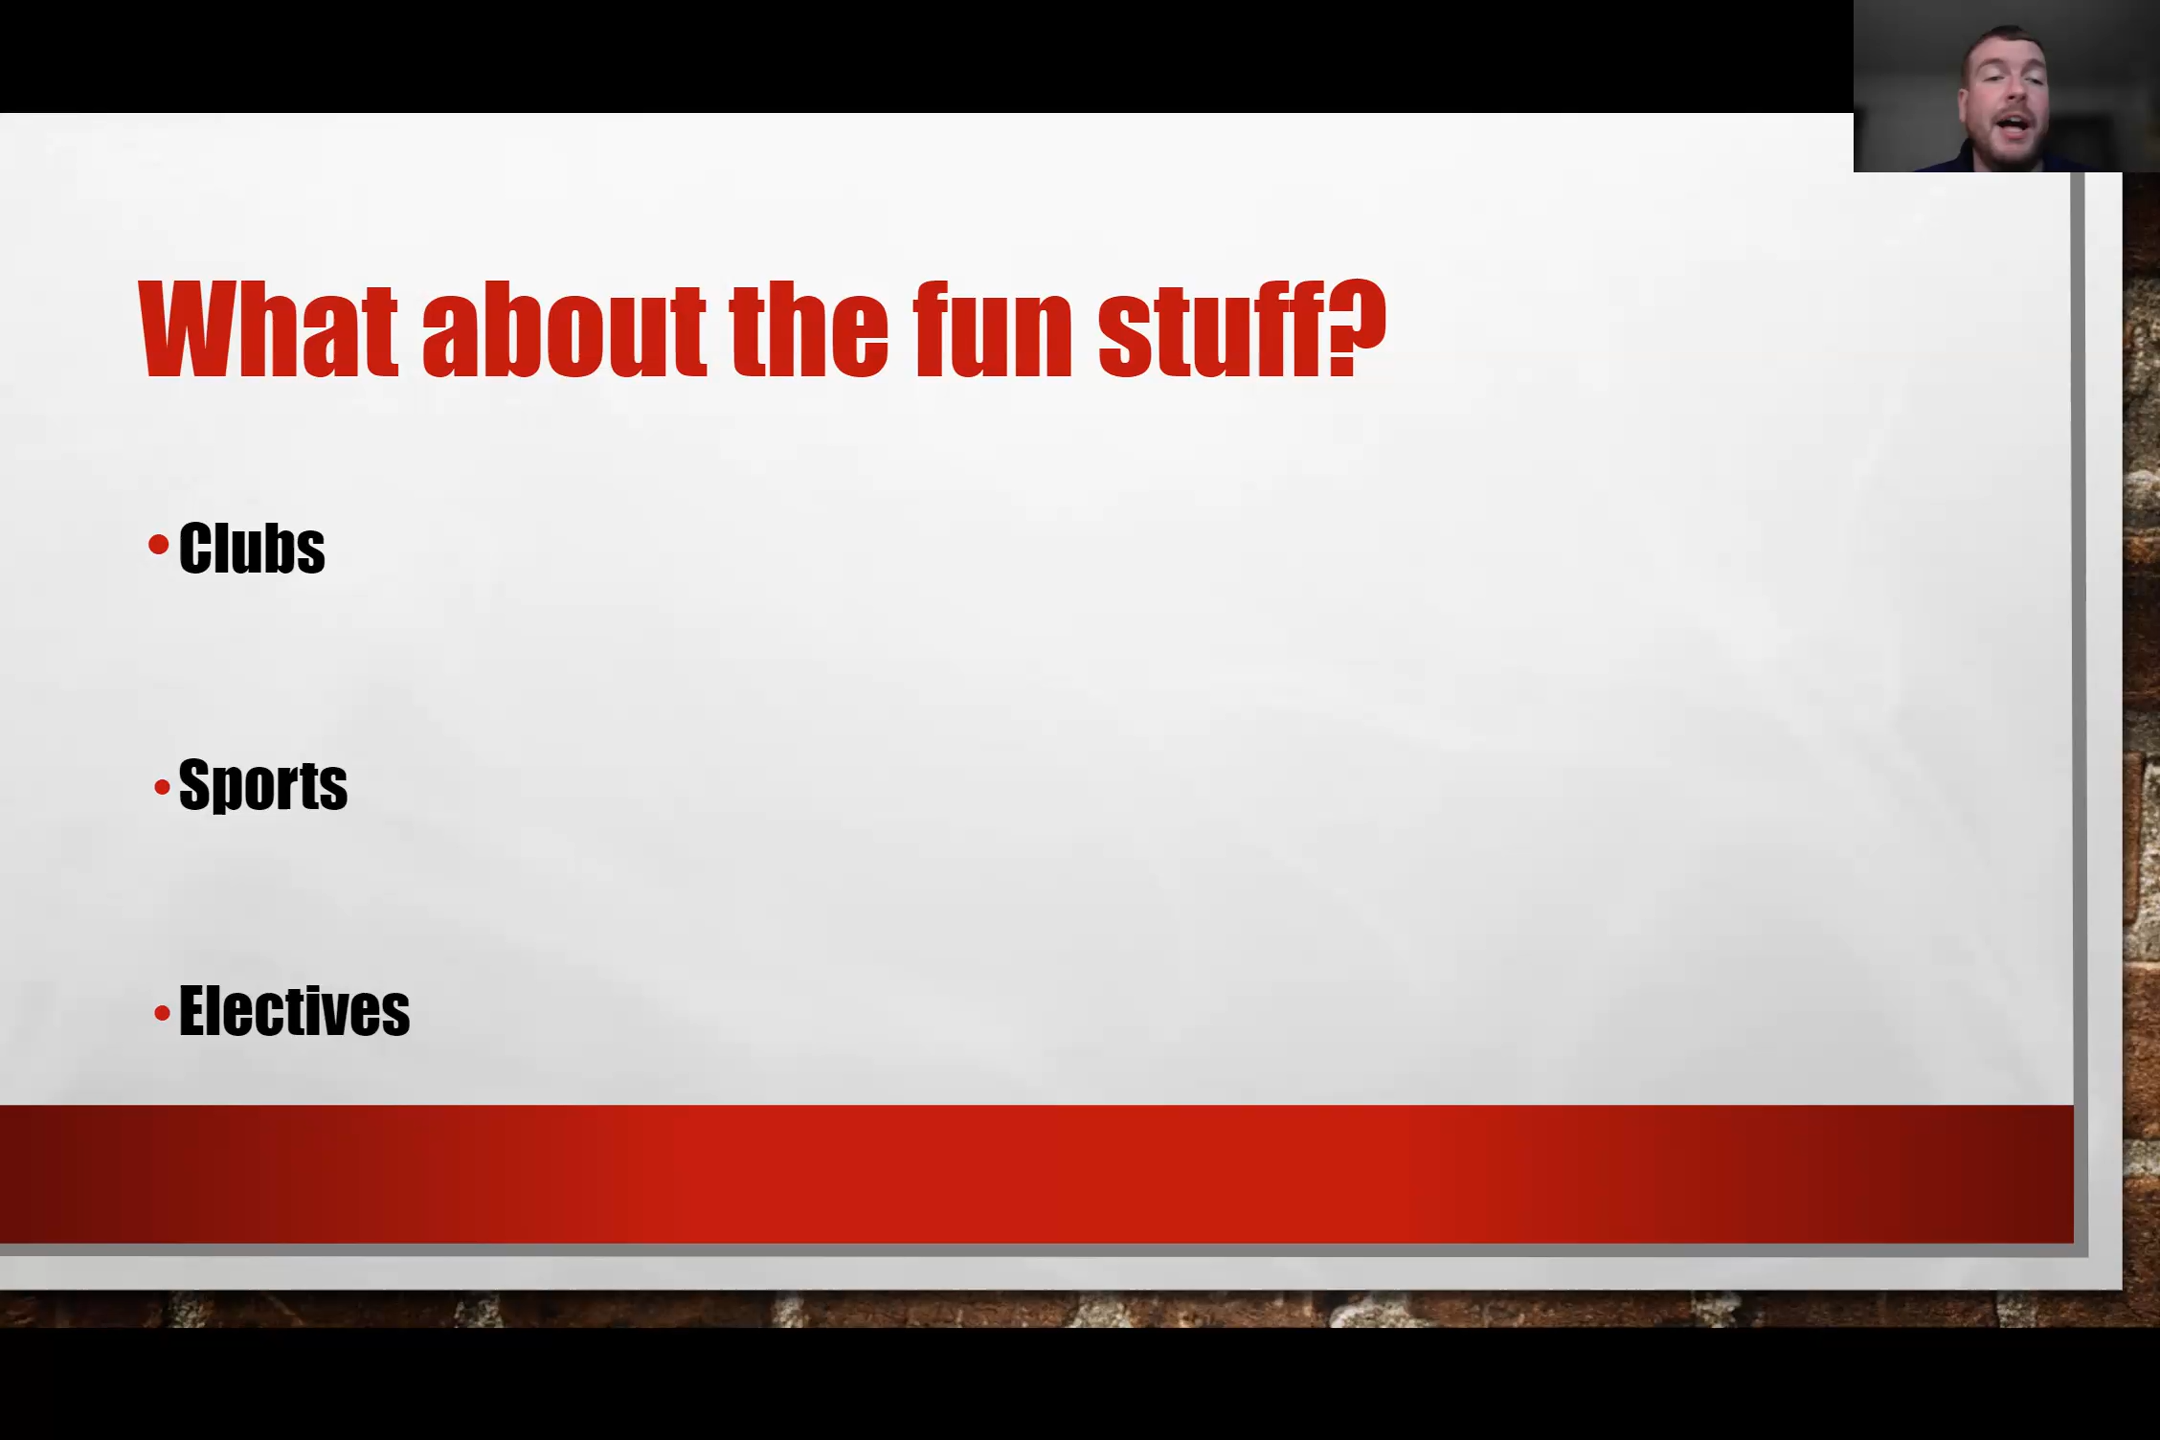 What about the fun stuff?
• Clubs
• Sports
• Electives